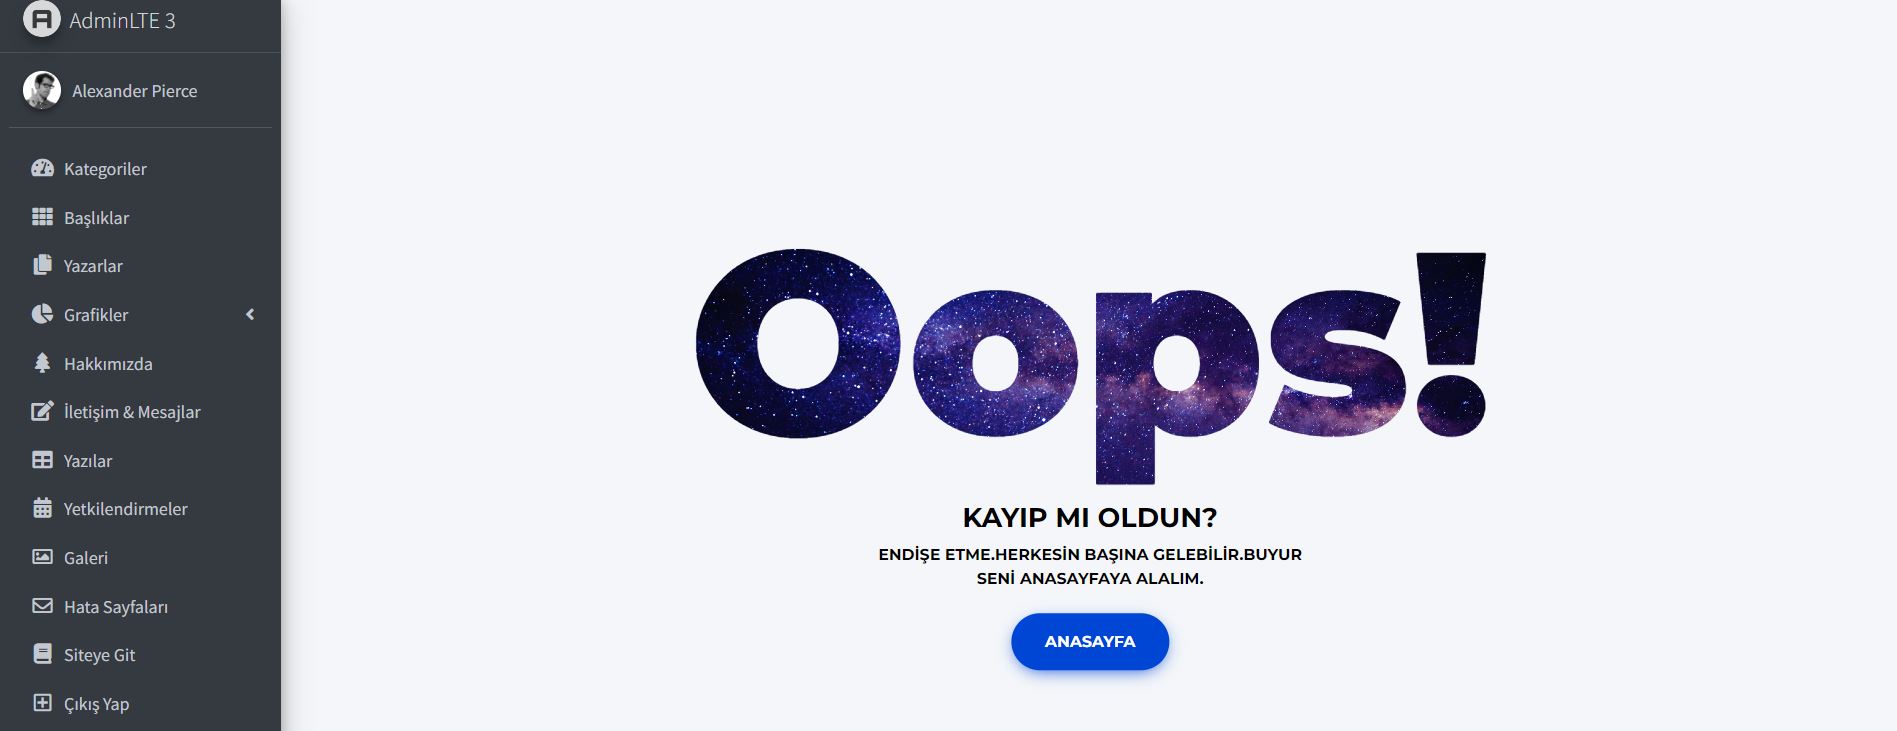 AdminLTE 3
Alexander Pierce
Kategoriler
Başlıklar
Yazarlar
Grafikler
Hakkımızda
İletişim & Mesajlar
Yazılar
Yetkilendirmeler
Galeri
Hata Sayfaları
Siteye Git
Çıkış Yap
Oops!
KAYIP MI OLDUN?
ENDİŞE ETME.HERKESİN BAŞINA GELEBİLİR.BUYUR
SENİ ANASAYFAYA ALALIM.
ANASAYFA